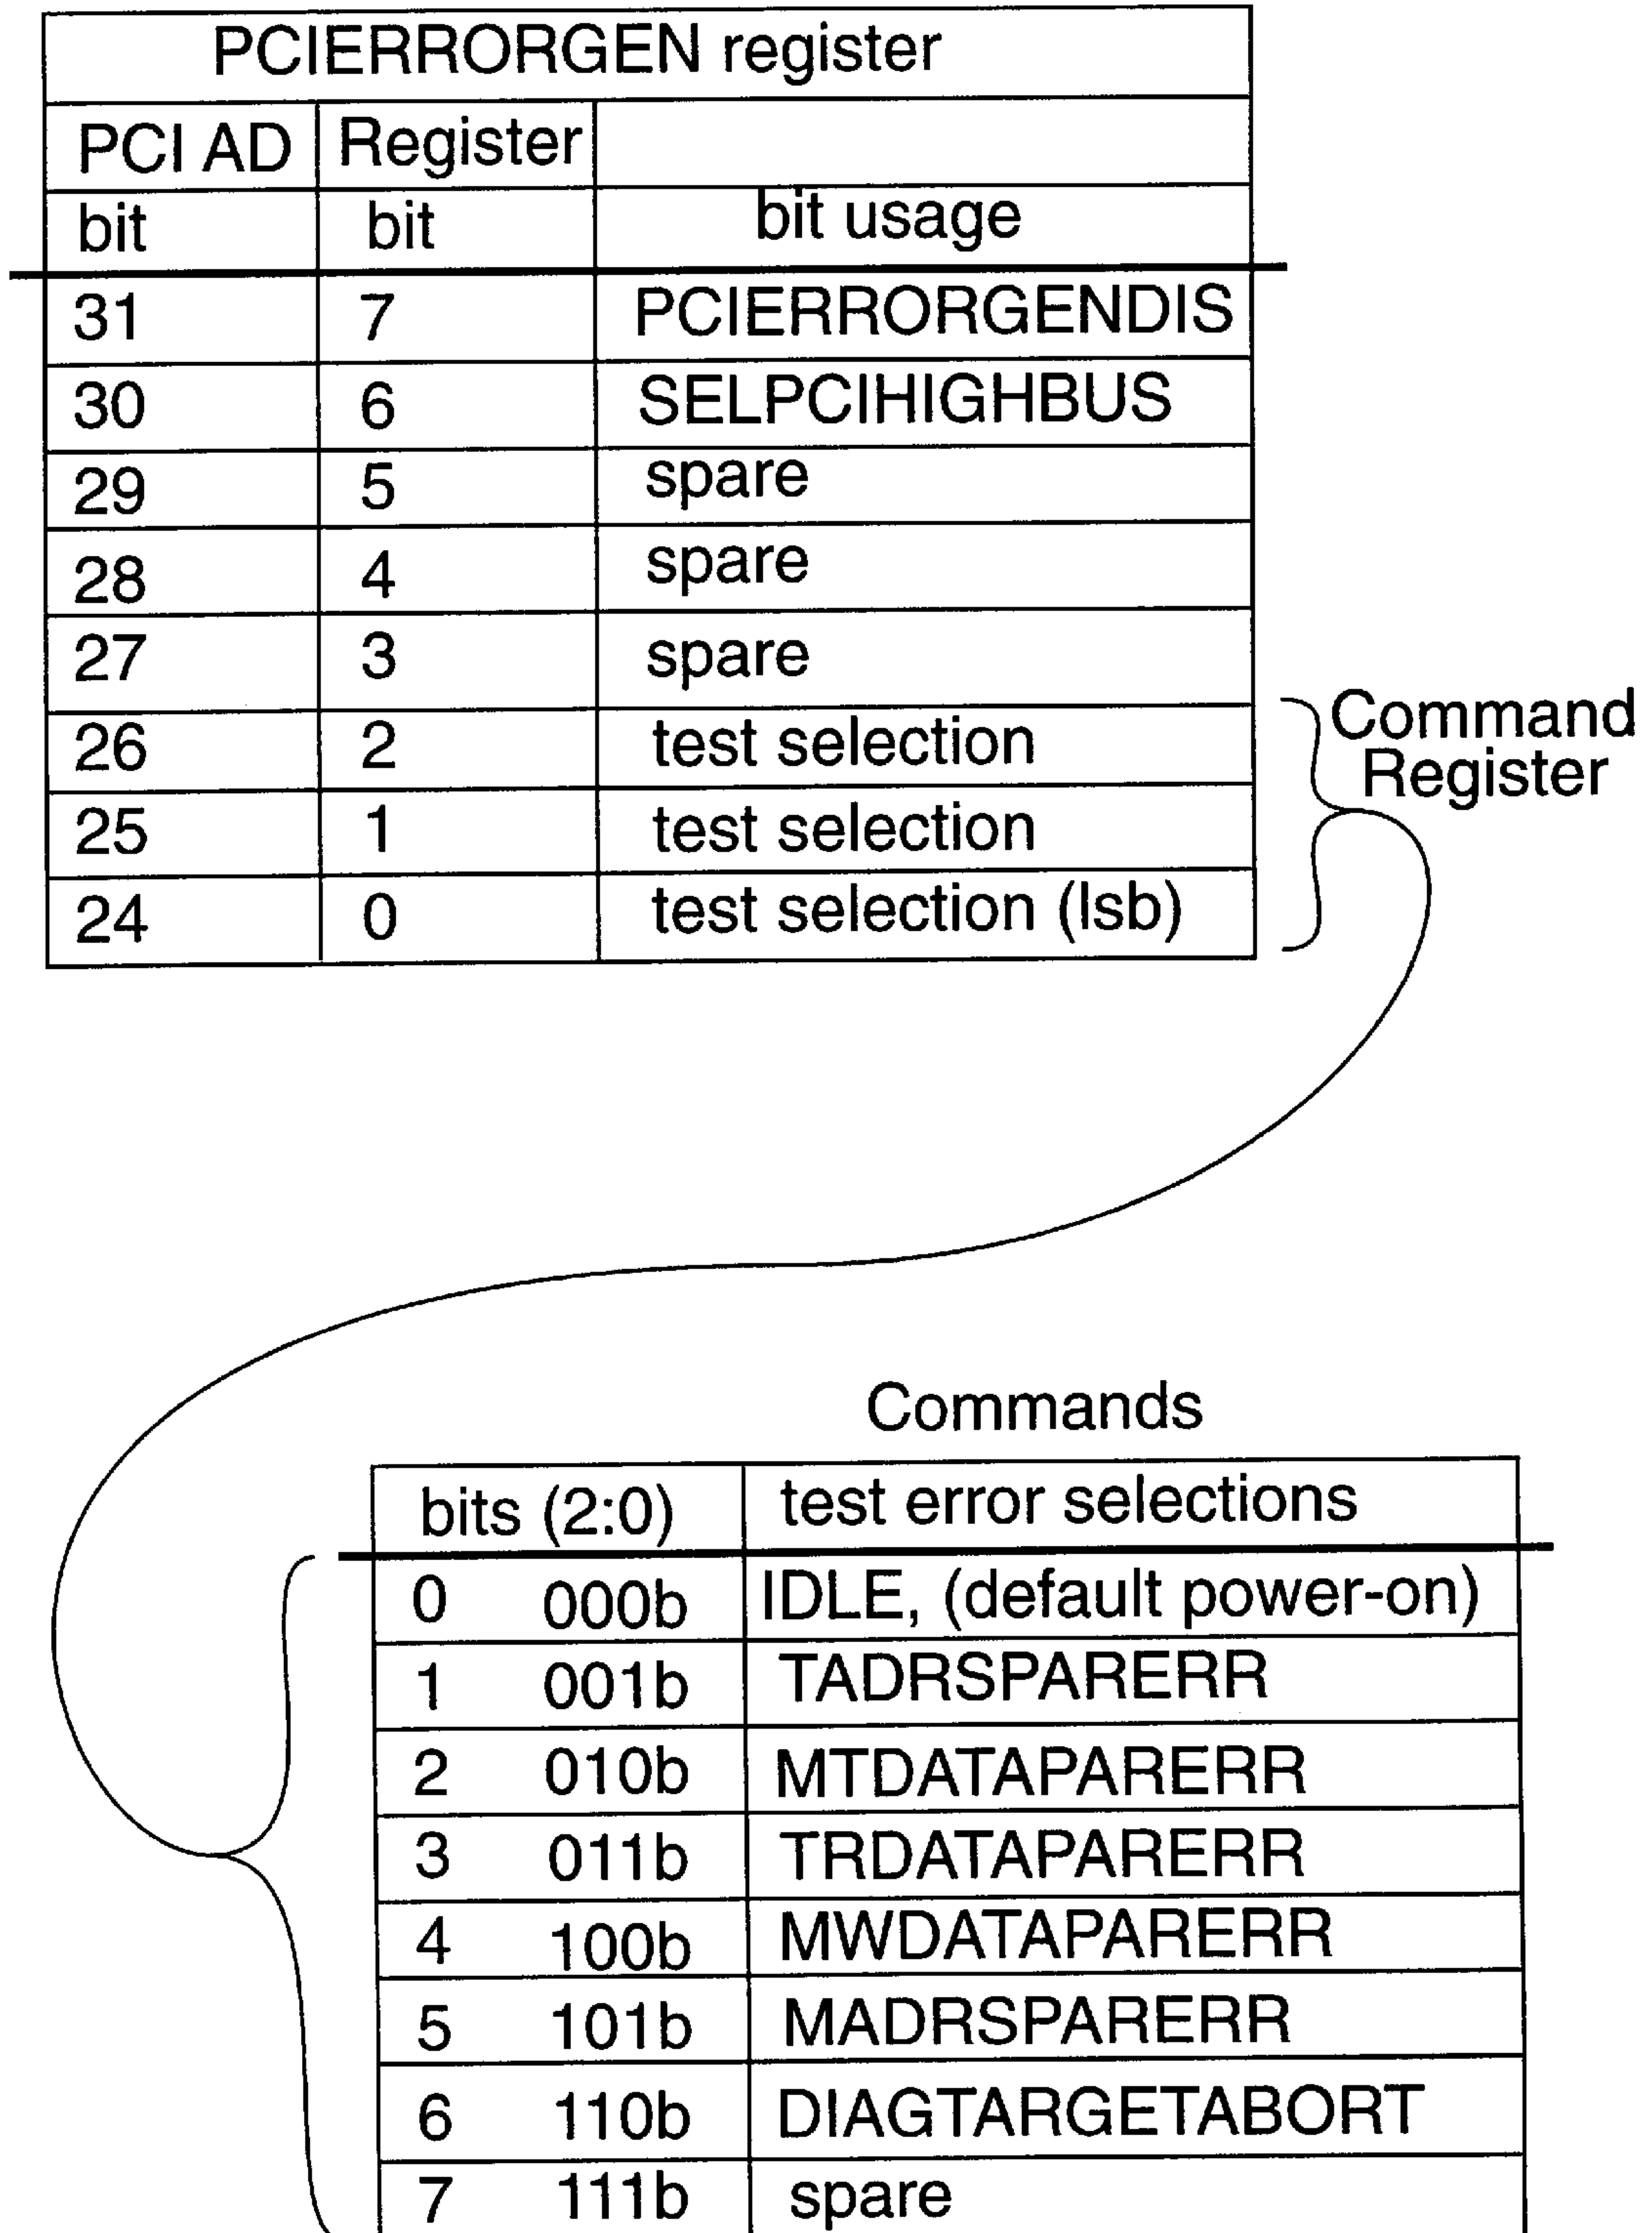 PCIERRORGEN register
PCI AD Register
bit bit bit usage
31 7 PCIERRORGENDIS
30 6 SELPCIHIGHBUS
29 5 spare
28 4 spare
27 3 spare
26 2 test selection
25 1 test selection
24 0 test selection (lsb)
Command
Register
Commands
bits (2:0) test error selections
0 000b IDLE, (default power-on)
1 001b TADRSPARERR
2 010b MTDATAPARERR
3 011b TRDATAPARERR
4 100b MWDATAPARERR
5 101b MADRSPARERR
6 110b DIAGTARGETABORT
7 111b spare